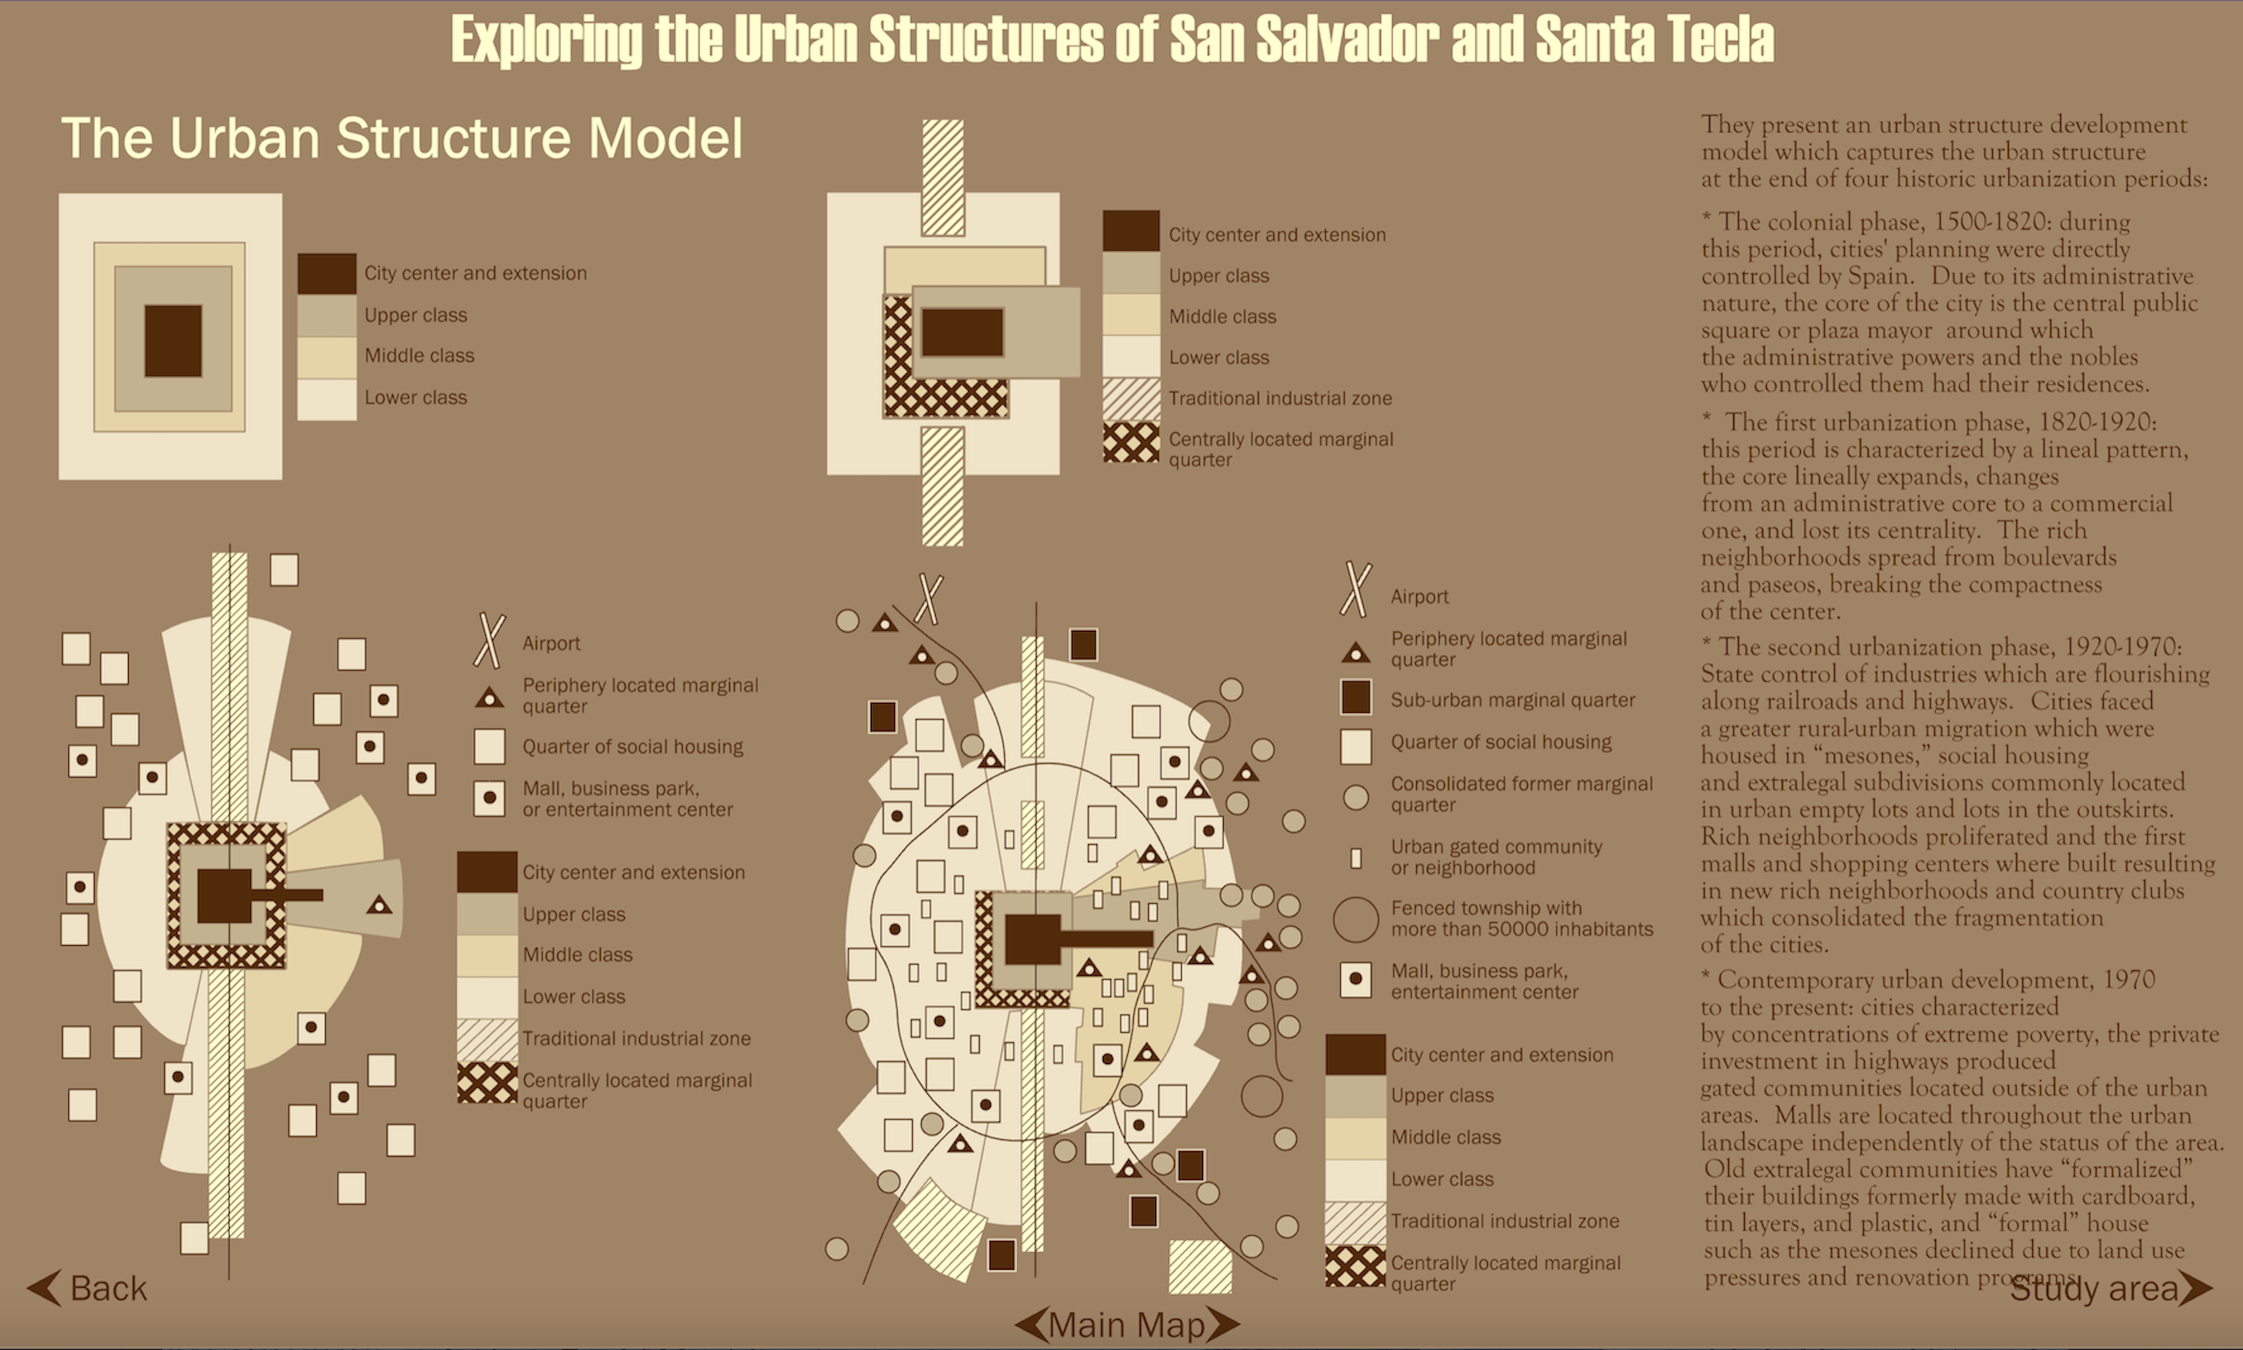 Exploring the Urban Structures of San Salvador and Santa Tecla
The Urban Structure Model
City center and extension
Upper class
Middle class
Lower class
City center and extension
Upper class
Middle class
Lower class
Traditional industrial zone
Centrally located marginal
quarter
Airport
Periphery located marginal
quarter
Quarter of social housing
Mall, business park,
or entertainment center
City center and extension
Upper class
Middle class
Lower class
Traditional industrial zone
Centrally located marginal
quarter
Airport
Periphery located marginal
quarter
Sub-urban marginal quarter
Quarter of social housing
Consolidated former marginal
quarter
Urban gated community
or neighborhood
Fenced township with
more than 50000 inhabitants
Mall, business park,
entertainment center
City center and extension
Upper class
Middle class
Lower class
Traditional industrial zone
Centrally located marginal
quarter
They present an urban structure development
model which captures the urban structure
at the end of four historic urbanization periods:
* The colonial phase, 1500-1820: during
this period, cities' planning were directly
controlled by Spain. Due to its administrative
nature, the core of the city is the central public
square or plaza mayor around which
the administrative powers and the nobles
who controlled them had their residences.
* The first urbanization phase, 1820-1920:
this period is characterized by a lineal pattern,
the core lineally expands, changes
from an administrative core to a commercial
one, and lost its centrality. The rich
neighborhoods spread from boulevards
and paseos, breaking the compactness
of the center.
* The second urbanization phase, 1920-1970:
State control of industries which are flourishing
along railroads and highways. Cities faced
a greater rural-urban migration which were
housed in “mesones,” social housing
and extralegal subdivisions commonly located
in urban empty lots and lots in the outskirts.
Rich neighborhoods proliferated and the first
malls and shopping centers where built resulting
in new rich neighborhoods and country clubs
which consolidated the fragmentation
of the cities.
* Contemporary urban development, 1970
to the present: cities characterized
by concentrations of extreme poverty, the private
investment in highways produced
gated communities located outside of the urban
areas. Malls are located throughout the urban
landscape independently of the status of the area.
Old extralegal communities have “formalized”
their buildings formerly made with cardboard,
tin layers, and plastic, and “formal” house
such as the mesones declined due to land use
pressures and renovation programs.
Back
Main Map
Study area